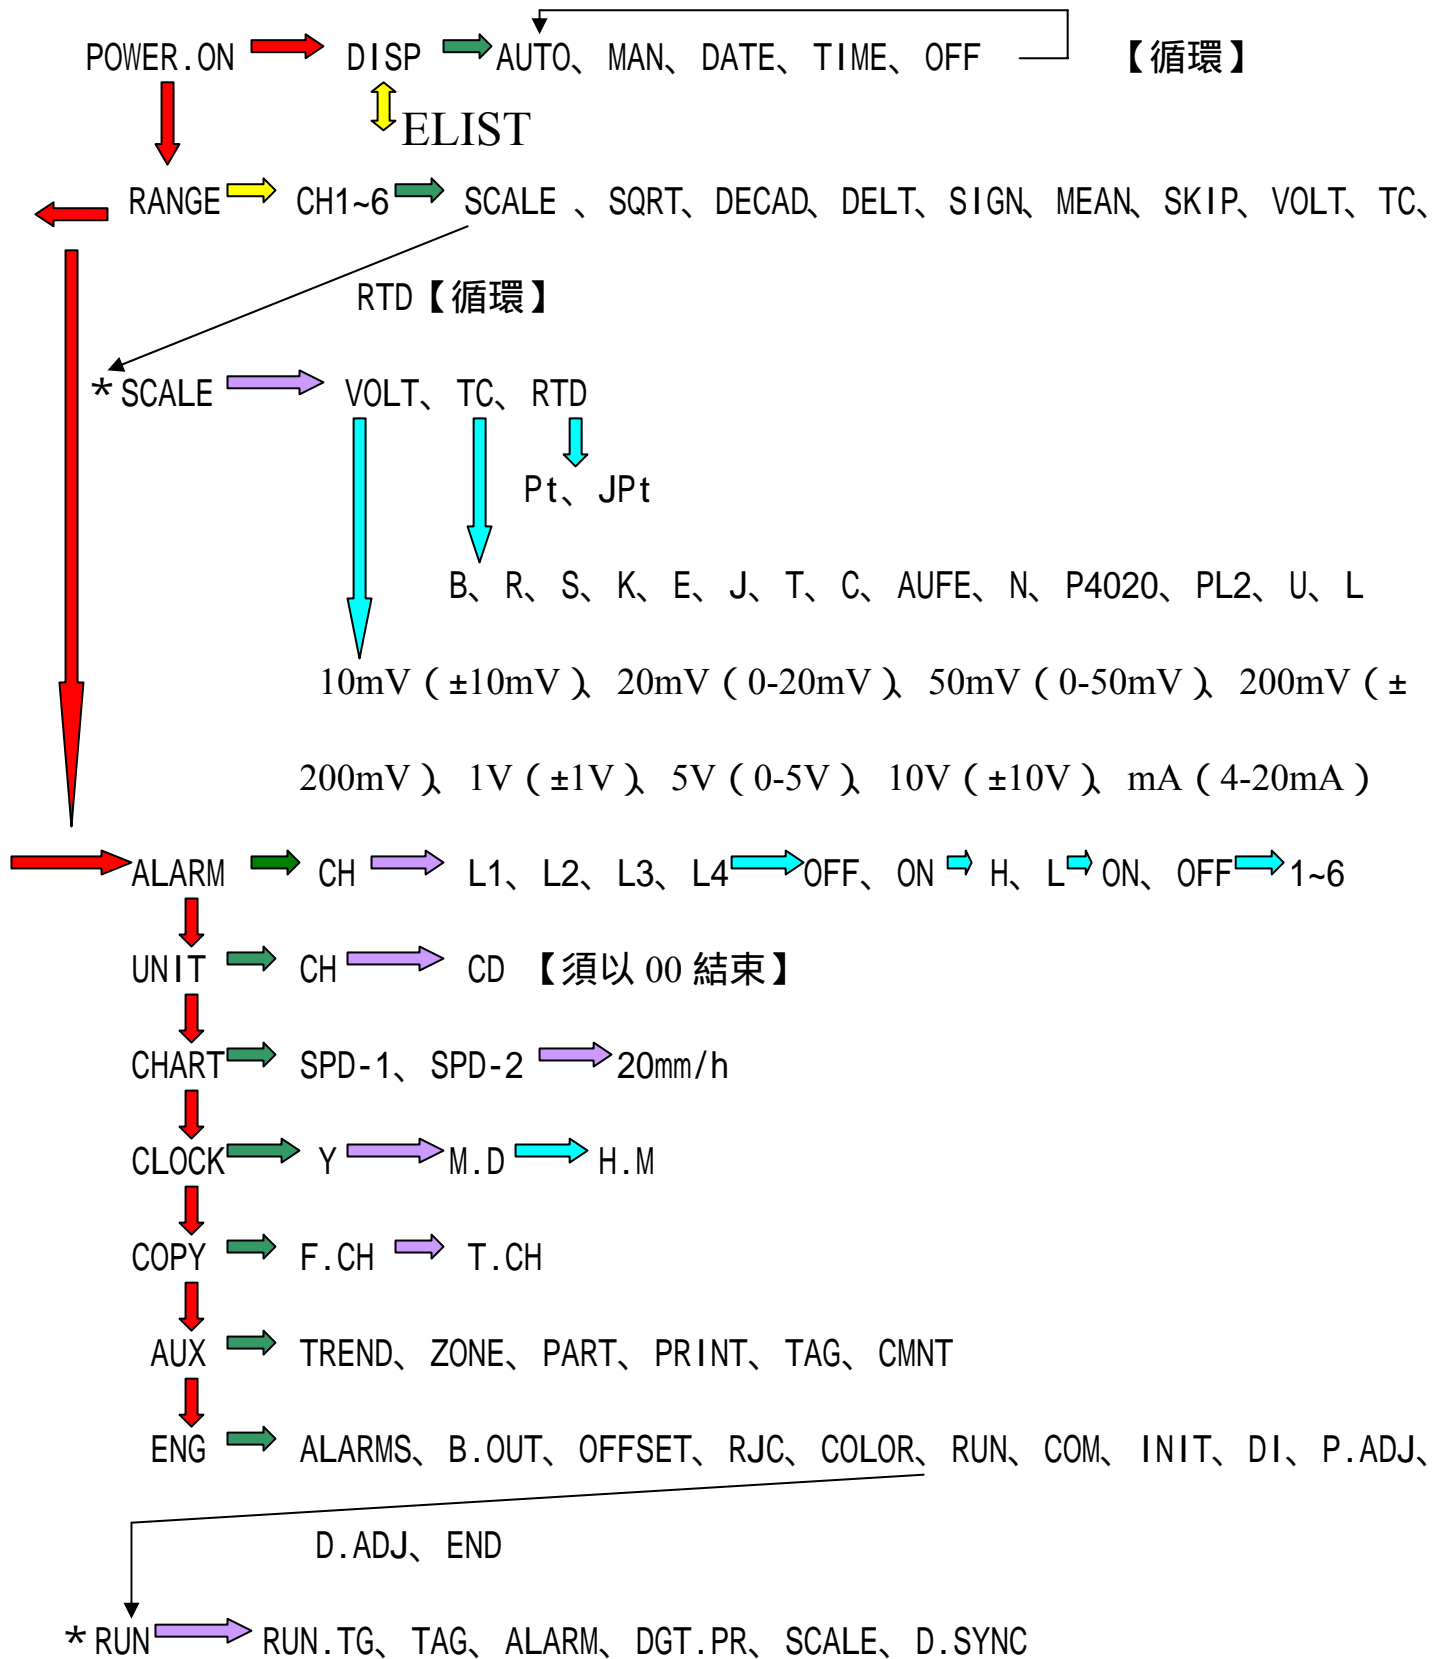 POWER.ON DISP AUTO、MAN、DATE、TIME、OFF 【循環】
ELIST
RANGE CH1~6 SCALE 、SQRT、DECAD、DELT、SIGN、MEAN、SKIP、VOLT、TC、
RTD【循環】
*SCALE VOLT、TC、RTD
Pt、JPt
B、R、S、K、E、J、T、C、AUFE、N、P4020、PL2、U、L
10mV（±10mV）、20mV（0-20mV）、50mV（0-50mV）、200mV（±
200mV）、1V（±1V）、5V（0-5V）、10V（±10V）、mA（4-20mA）
ALARM CH L1、L2、L3、L4 OFF、ON H、L ON、OFF 1~6
UNIT CH CD 【須以 00 結束】
CHART SPD-1、SPD-2 20mm/h
CLOCK Y M.D H.M
COPY F.CH T.CH
AUX TREND、ZONE、PART、PRINT、TAG、CMNT
ENG ALARMS、B.OUT、OFFSET、RJC、COLOR、RUN、COM、INIT、DI、P.ADJ、
D.ADJ、END
*RUN RUN.TG、TAG、ALARM、DGT.PR、SCALE、D.SYNC